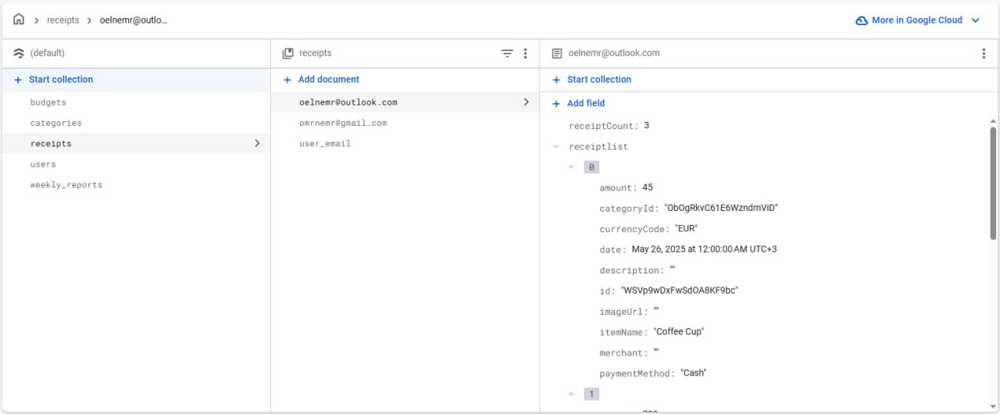 receipts
oelnemr@outlo...
More in Google Cloud
(default)
receipts
oelnemr@outlook.com
+ Start collection
+ Add document
+ Start collection
budgets
categories
receipts
users
weekly_reports
oelnemr@outlook.com
omrnemr@gmail.com
user_email
+ Add field
receiptCount: 3
receiptlist
0
amount: 45
categoryId: "ObOgRkvC61E6WzndmViD"
currencyCode: "EUR"
date: May 26, 2025 at 12:00:00 AM UTC+3
description: ""
id: "WSVp9wDxFwSdOA8KF9bc"
imageUrl: ""
itemName: "Coffee Cup"
merchant: ""
paymentMethod: "Cash"
1